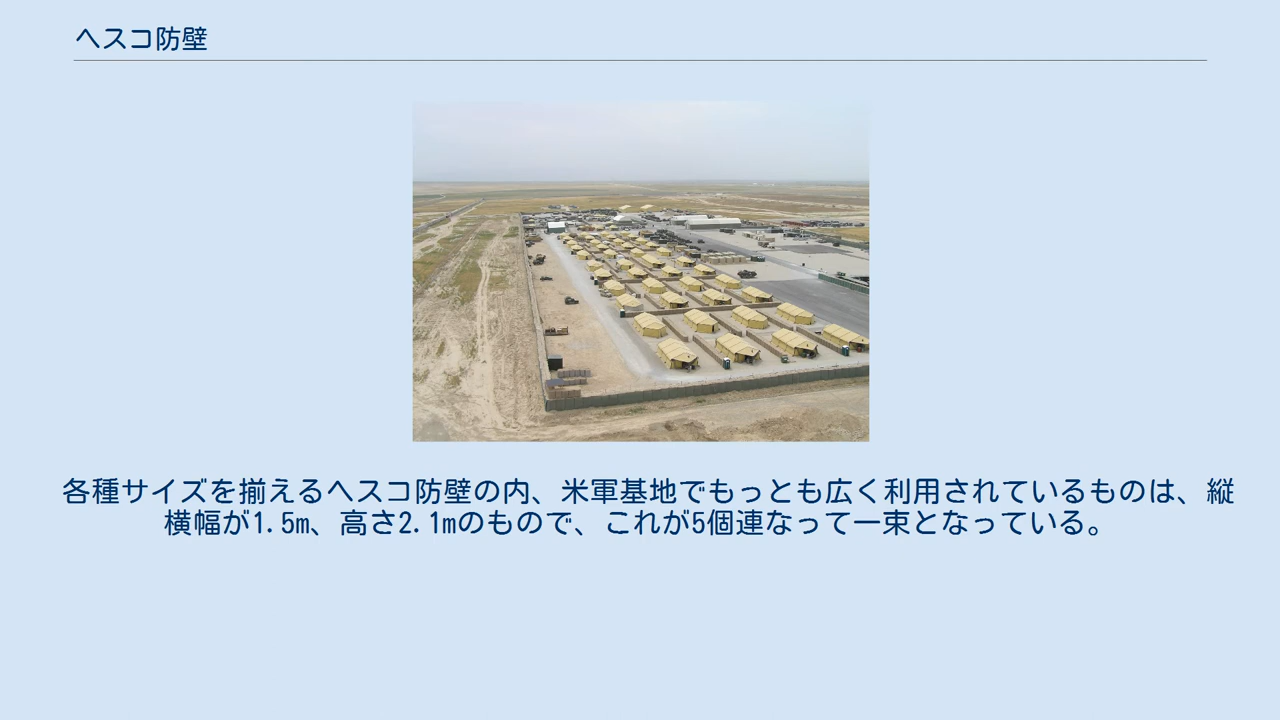 ヘスコ防壁
各種サイズを揃えるヘスコ防壁の内、米軍基地でもっとも広く利用されているものは、縦
横幅が1.5m、高さ2.1mのもので、これが5個連なって一束となっている。